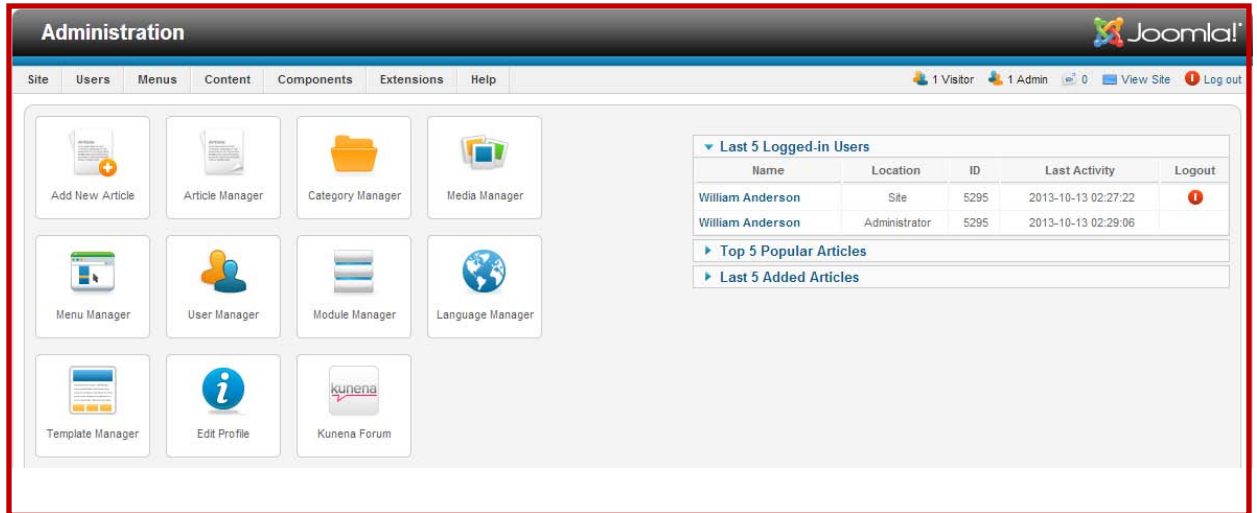 Administration
Joomla!
Site Users Menus Content Components Extensions Help
1 Visitor 1 Admin 0 View Site Log out
Add New Article Article Manager Category Manager Media Manager
Menu Manager User Manager Module Manager Language Manager
kunena
Template Manager Edit Profile Kunena Forum
Last 5 Logged-in Users
Name Location ID Last Activity Logout
William Anderson Site 5295 2013-10-13 02:27:22
William Anderson Administrator 5295 2013-10-13 02:29:06
Top 5 Popular Articles
Last 5 Added Articles